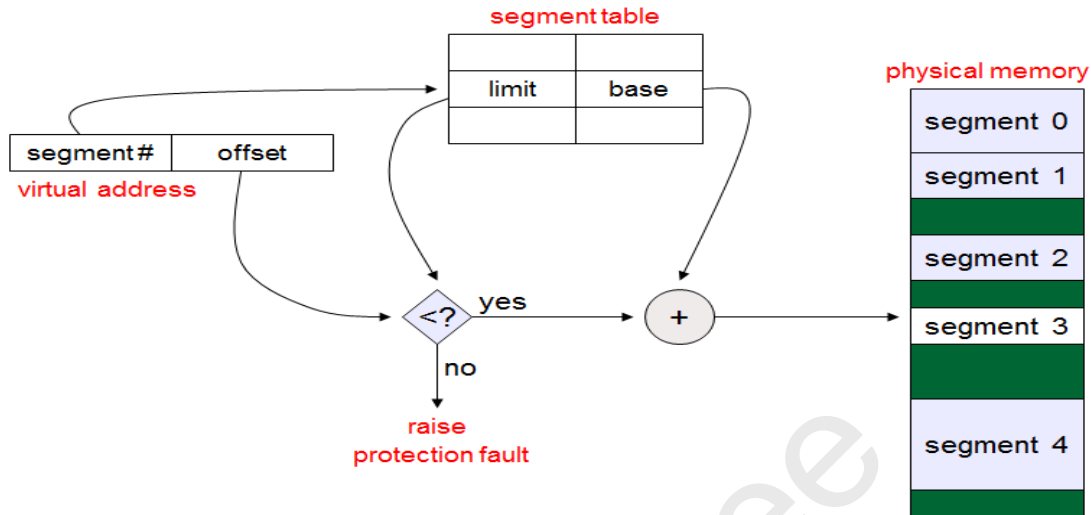 segment table
limit base
physical memory
segment 0
segment# offset
segment 1
virtual address
segment 2
<? yes + segment 3
no
raise
protection fault
segment 4
ee